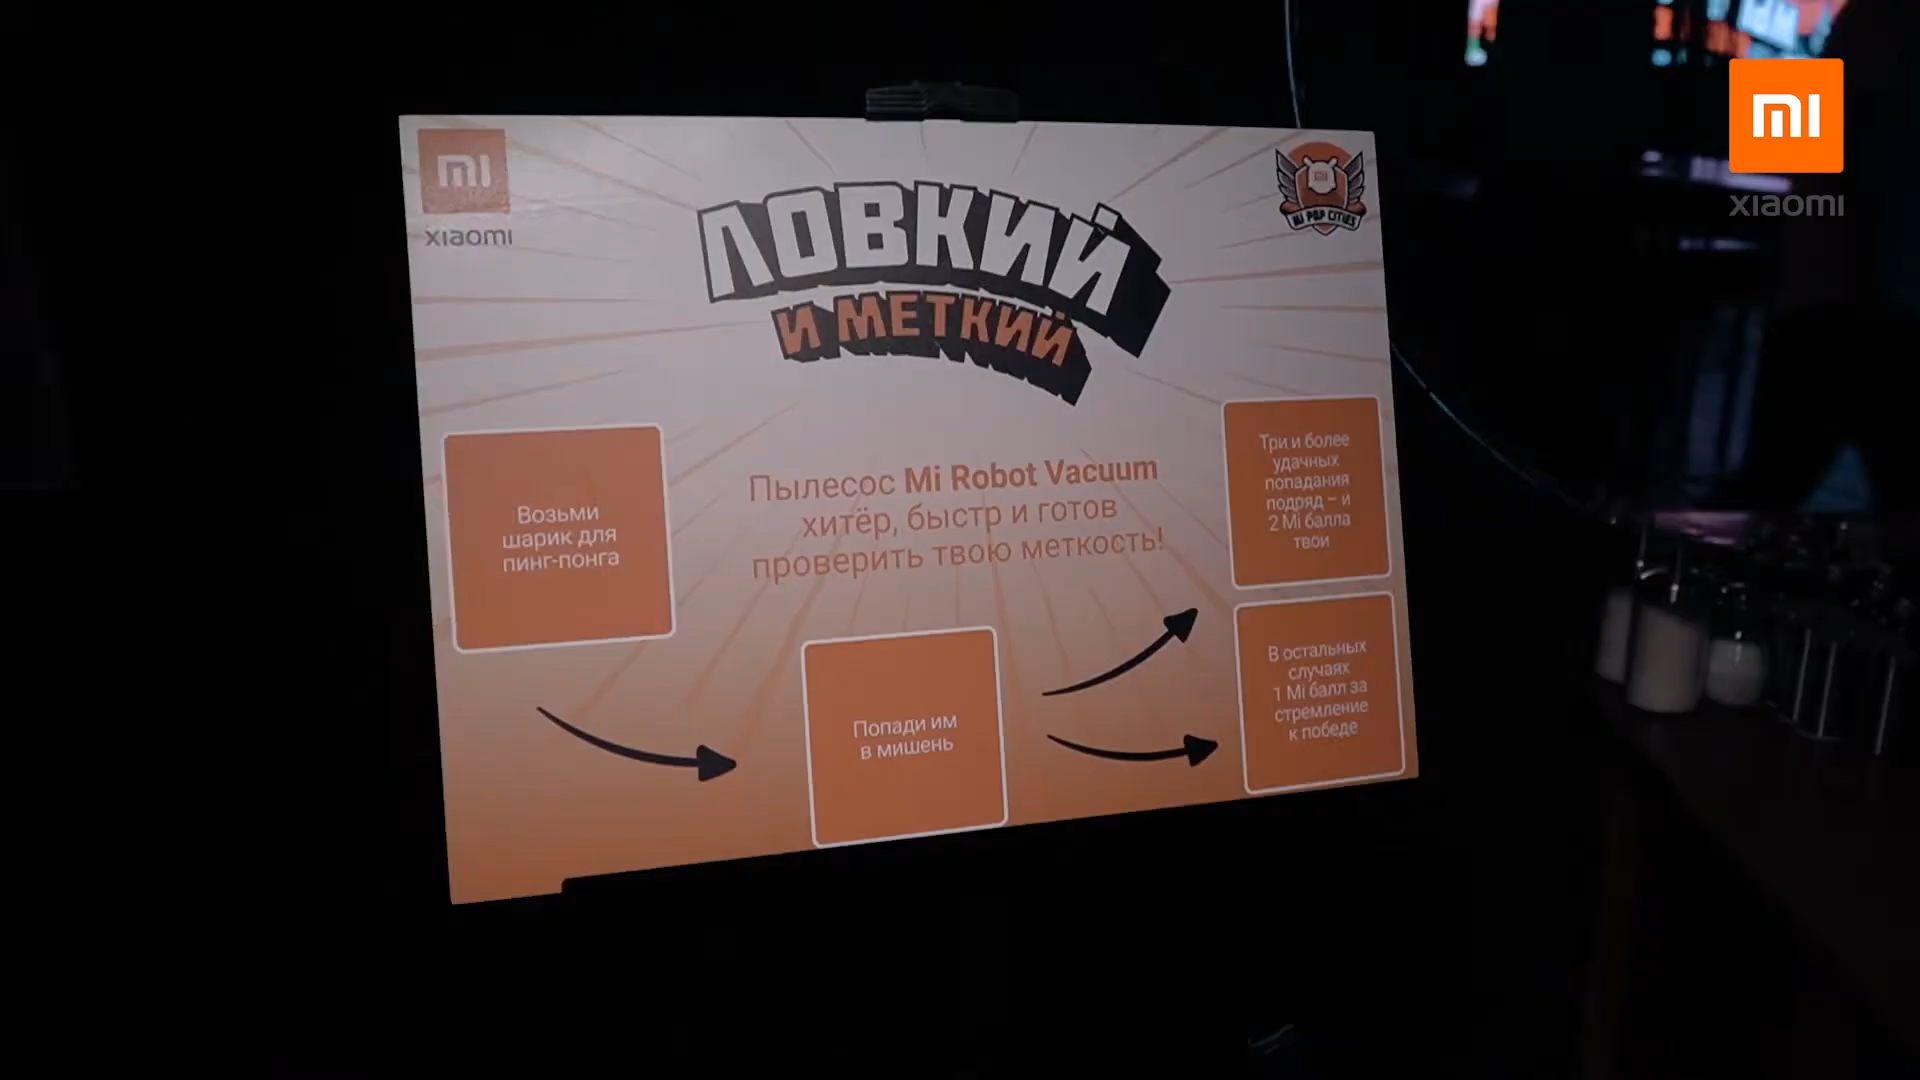 mi
xiaomi
ЛОВКИЙ
И МЕТКИЙ
MI POP CITIES
Возьми
шарик для
пинг-понга
Пылесос Mi Robot Vacuum
хитёр, быстр и готов
проверить твою меткость!
Попади им
в мишень
Три и более
удачных
попадания
подряд – и
2 Mi балла
твои
В остальных
случаях
1 Mi балл за
стремление
к победе
mi
xiaomi